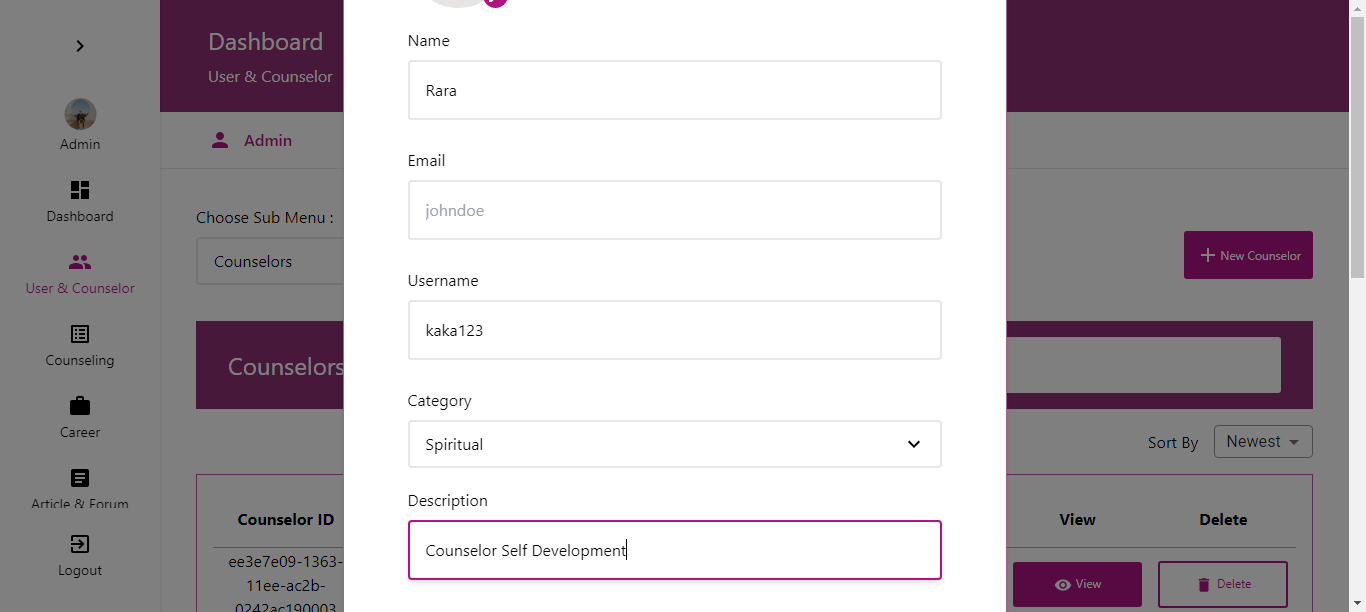 Dashboard
User & Counselor
Admin
Admin
Dashboard
User & Counselor
Counseling
Career
Article & Forum
Logout
Choose Sub Menu :
Counselors
New Counselor
Counselors
Sort By
Newest
Counselor ID
View
Delete
ee3e7e09-1363-
11ee-ac2b-
0242ac190003
View
Delete
Name
Rara
Email
johndoe
Username
kaka123
Category
Spiritual
Description
Counselor Self Development